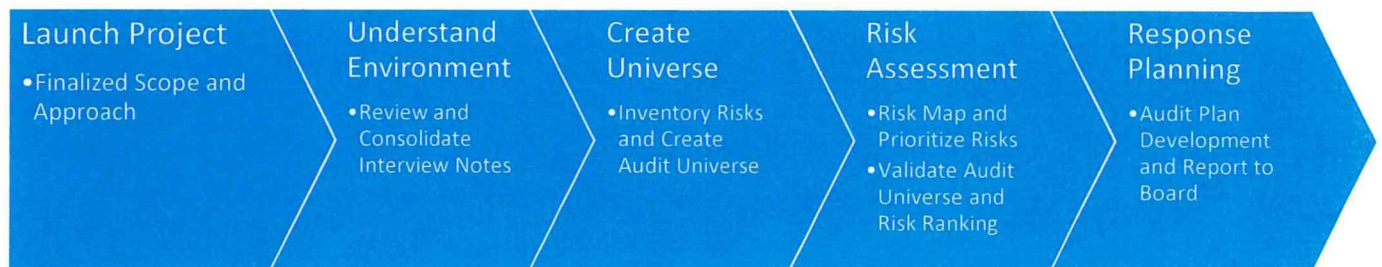 Launch Project
•Finalized Scope and
Approach
Understand
Environment
•Review and
Consolidate
Interview Notes
Create
Universe
•Inventory Risks
and Create
Audit Universe
Risk
Assessment
•Risk Map and
Prioritize Risks
•Validate Audit
Universe and
Risk Ranking
Response
Planning
•Audit Plan
Development
and Report to
Board